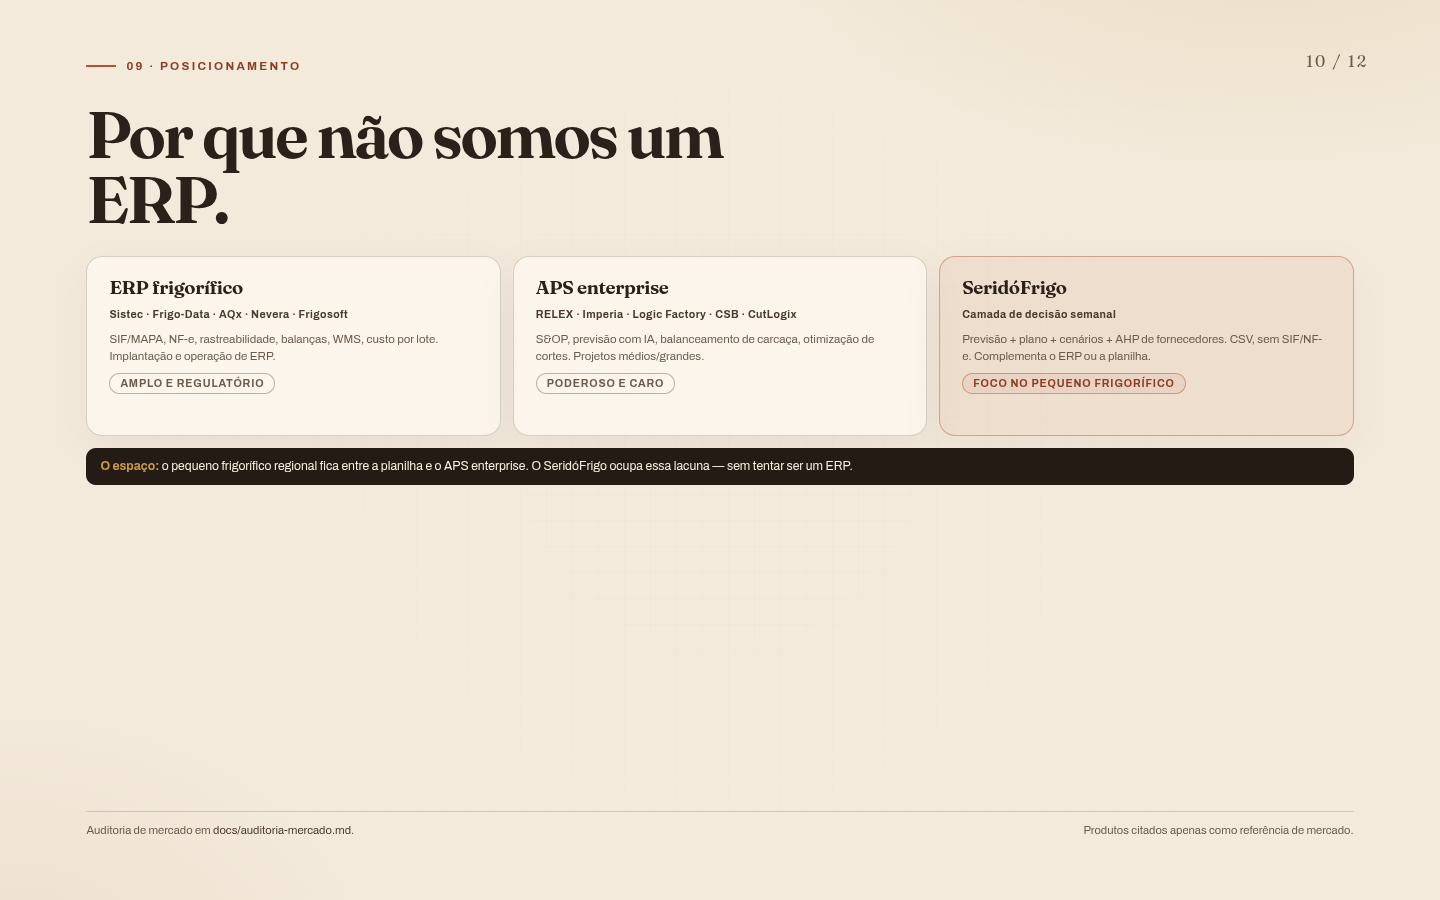 09 · POSICIONAMENTO
10 / 12
Por que não somos um
ERP.
ERP frigorífico
Sistec · Frigo-Data · AQx · Nevera · Frigosoft
SIF/MAPA, NF-e, rastreabilidade, balanças, WMS, custo por lote.
Implantação e operação de ERP.
AMPLO E REGULATÓRIO
APS enterprise
RELEX · Imperia · Logic Factory · CSB · CutLogix
S&OP, previsão com IA, balanceamento de carcaça, otimização de
cortes. Projetos médios/grandes.
PODEROSO E CARO
SeridóFrigo
Camada de decisão semanal
Previsão + plano + cenários + AHP de fornecedores. CSV, sem SIF/NF-
e. Complementa o ERP ou a planilha.
FOCO NO PEQUENO FRIGORÍFICO
O espaço: o pequeno frigorífico regional fica entre a planilha e o APS enterprise. O SeridóFrigo ocupa essa lacuna — sem tentar ser um ERP.
Auditoria de mercado em docs/auditoria-mercado.md.
Produtos citados apenas como referência de mercado.